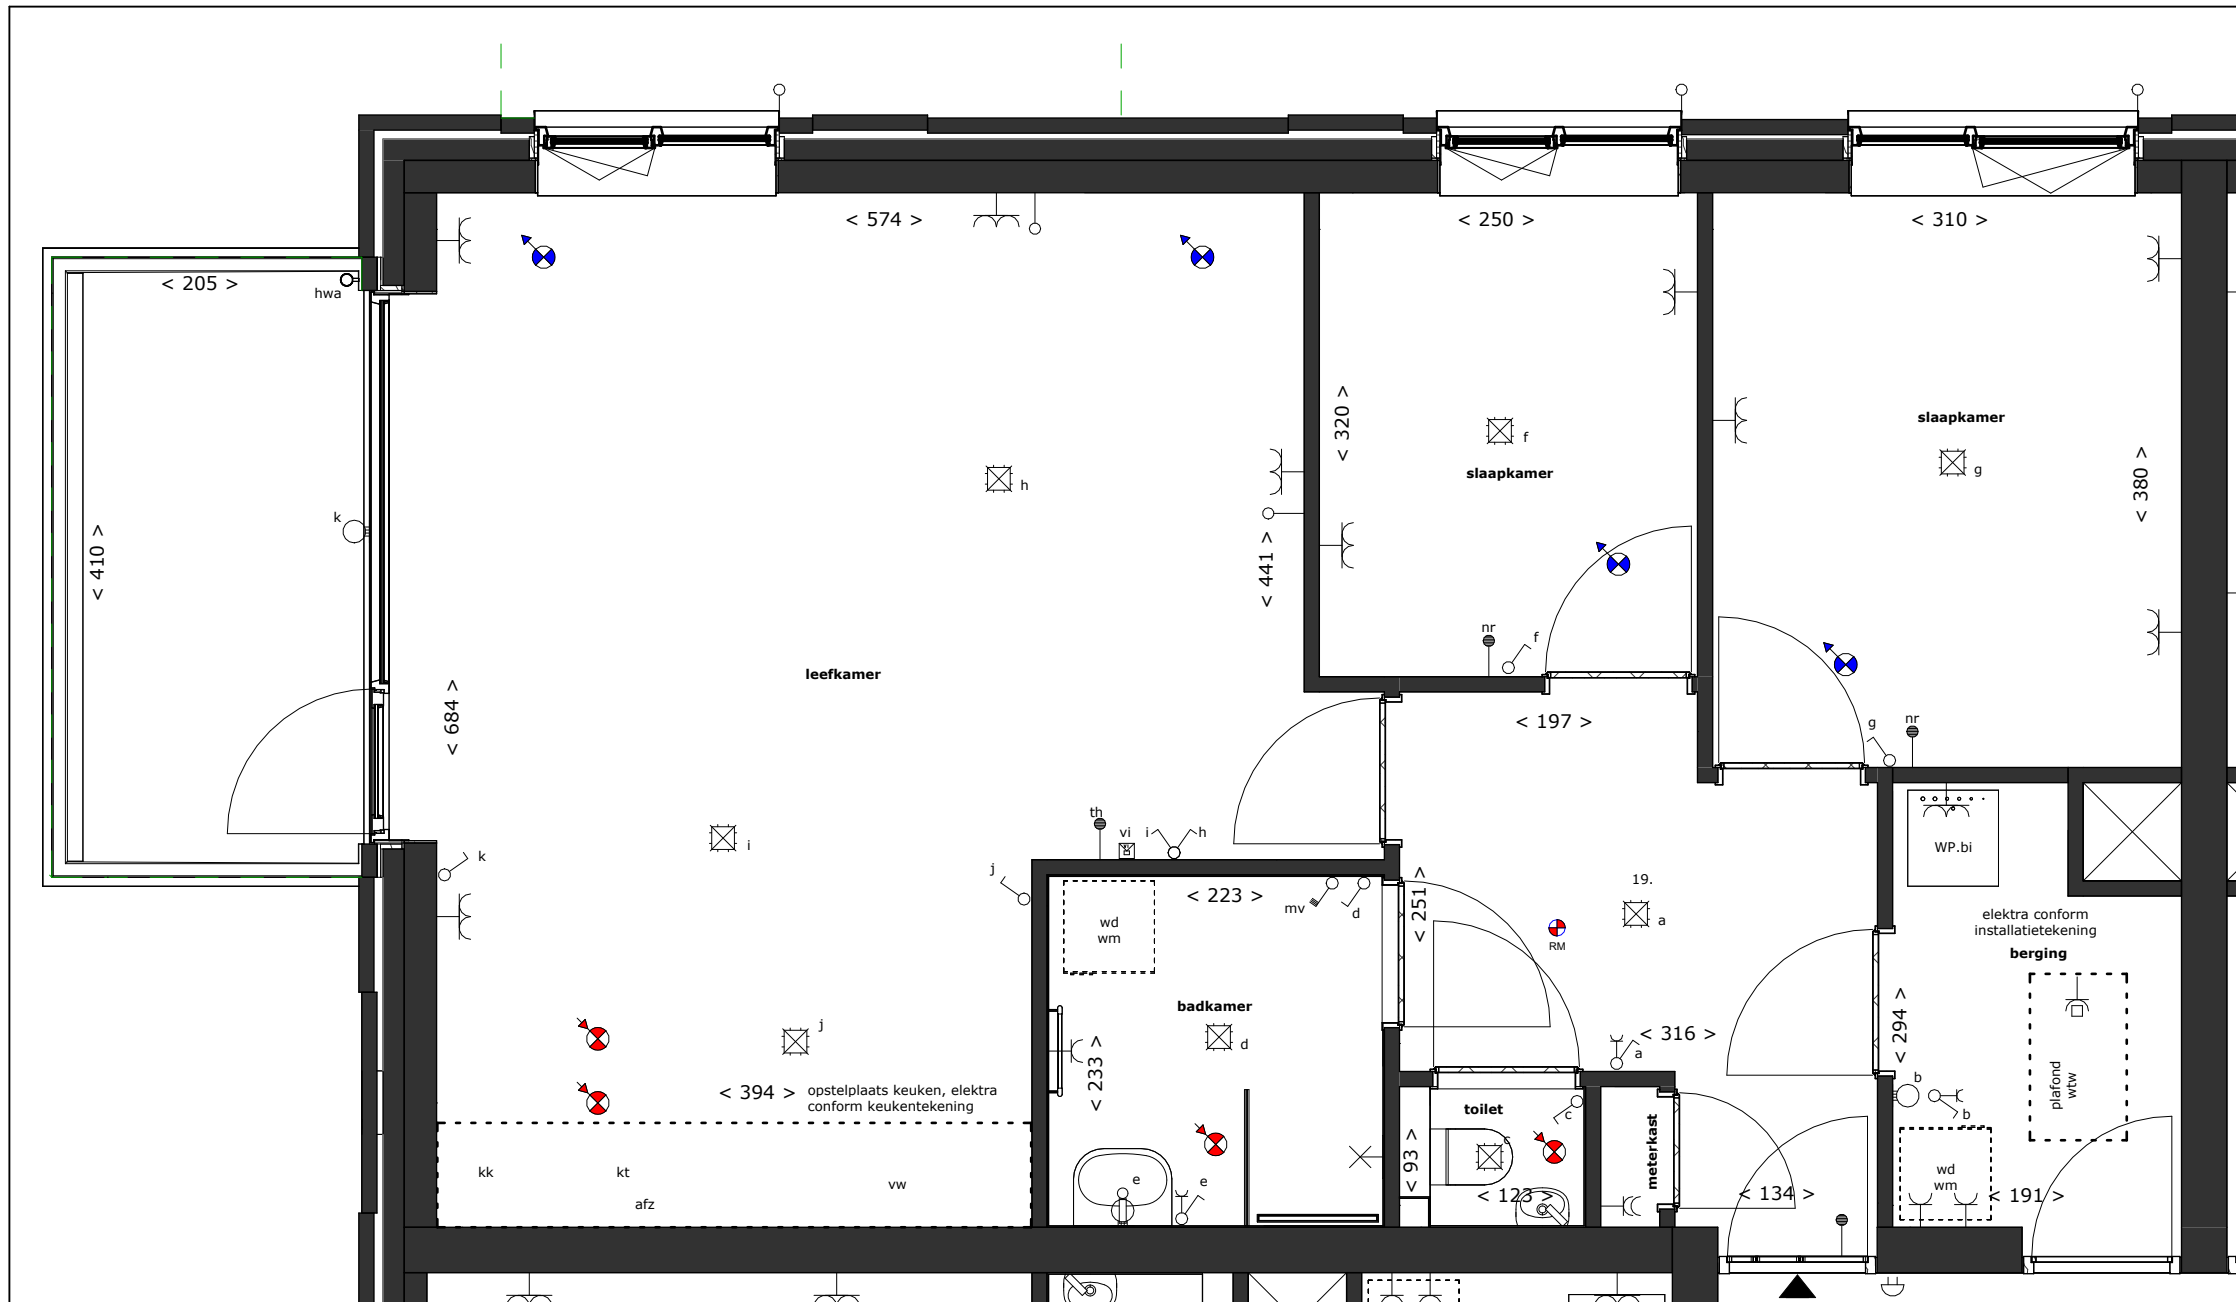 < 574 >
< 250 >
< 310 >
< 205 >
hwa
< 320 >
slaapkamer
f
slaapkamer
g
h
k
< 410 >
< 441 >
< 380 >
nr
f
leefkamer
< 684 >
< 197 >
g
nr
th
vi
i
h
i
k
j
WP.bi
< 223 >
mv
d
< 251 >
19.
a
RM
wd
wm
elektra conform
installatietekening
berging
badkamer
d
j
< 233 >
< 316 >
a
< 294 >
plafond
wtw
b
b
< 394 >
opstelplaats keuken, elektra
conform keukentekening
toilet
c
c
meterkast
< 93 >
kk
kt
vw
afz
e
e
< 123 >
< 134 >
wd
wm
< 191 >